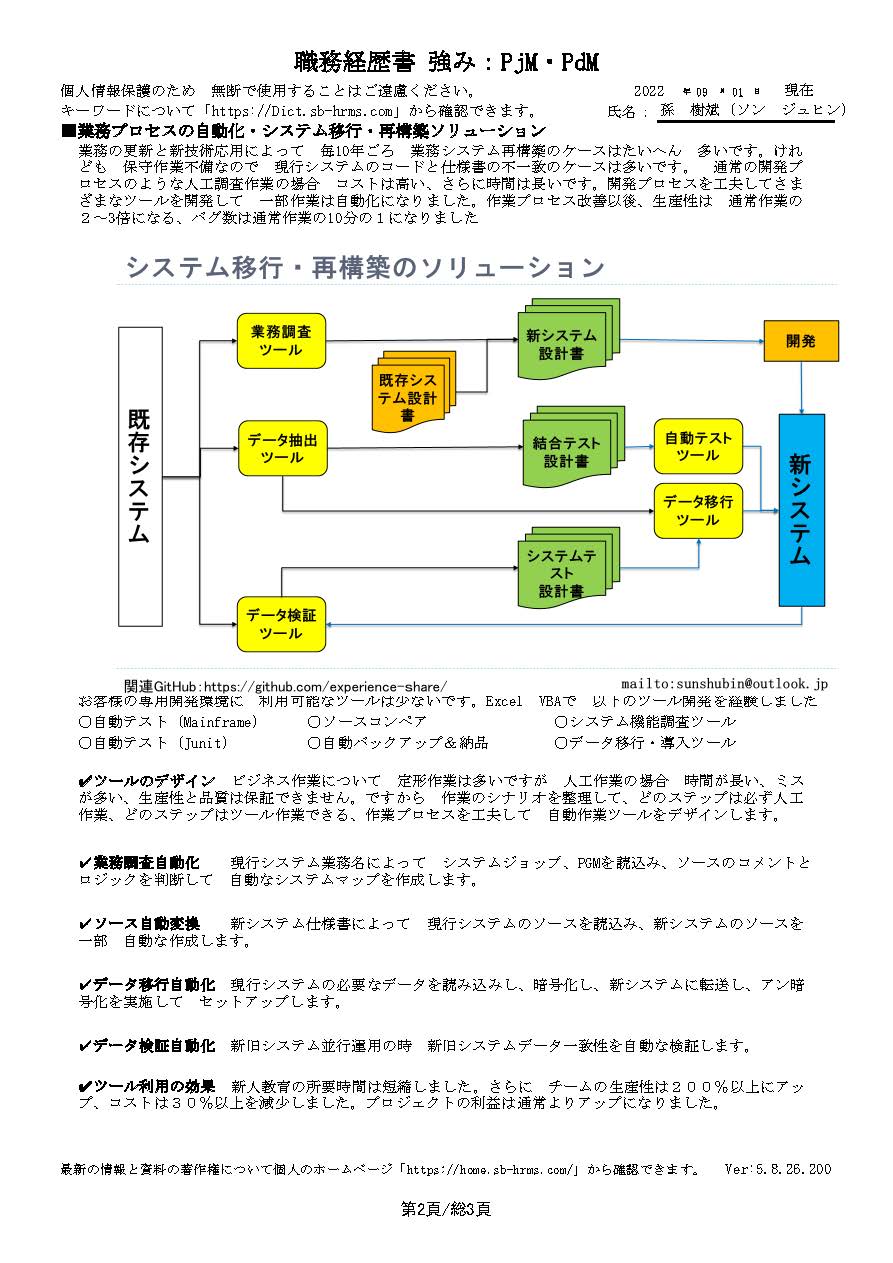 職務経歴書 強み：PjM・PdM
個人情報保護のため　無断で使用することはご遠慮ください。
2022 年 09 月 01 日 現在
キーワードについて「https://Dict.sb-hrms.com」から確認できます。
氏名： 孫　樹斌（ソン　ジュヒン）
■業務プロセスの自動化・システム移行・再構築ソリューション
業務の更新と新技術応用によって　毎10年ごろ　業務システム再構築のケースはたいへん　多いです。けれ
ども　保守作業不備なので　現行システムのコードと仕様書の不一致のケースは多いです。　通常の開発プ
ロセスのような人工調査作業の場合　コストは高い、さらに時間は長いです。開発プロセスを工夫してさま
ざまなツールを開発して　一部作業は自動化になりました。作業プロセス改善以後、生産性は　通常作業の
２～3倍になる、バグ数は通常作業の10分の１になりました
システム移行・再構築のソリューション
既存システム
業務調査
ツール
既存シス
テム設計
書
新システム
設計書
開発
データ抽出
ツール
結合テスト
設計書
自動テスト
ツール
データ移行
ツール
新システム
システムテ
スト
設計書
データ検証
ツール
関連GitHub：https://github.com/experience-share/
mailto:sunshubin@outlook.jp
お客様の専用開発環境に　利用可能なツールは少ないです。Excel　VBAで　以下のツール開発を経験しました
○自動テスト（Mainframe）
○ソースコンペア
○システム機能調査ツール
○自動テスト（Junit）
○自動バックアップ＆納品
○データ移行・導入ツール
✔ツールのデザイン　ビジネス作業について　定形作業は多いですが　人工作業の場合　時間が長い、ミス
が多い、生産性と品質は保証できません。ですから　作業のシナリオを整理して、どのステップは必ず人工
作業、どのステップはツール作業できる、作業プロセスを工夫して　自動作業ツールをデザインします。
✔業務調査自動化　　現行システム業務名によって　システムジョッブ、PGMを読込み、ソースのコメントと
ロジックを判断して　自動なシステムマップを作成します。
✔ソース自動変換　　新システム仕様書によって　現行システムのソースを読込み、新システムのソースを
一部　自動な作成します。
✔データ移行自動化　現行システムの必要なデータを読み込みし、暗号化し、新システムに転送し、アン暗
号化を実施して　セットアップします。
✔データ検証自動化　新旧システム並行運用の時　新旧システムデータ一致性を自動な検証します。
✔ツール利用の効果　新人教育の所要時間は短縮しました。さらに　チームの生産性は２００％以上にアッ
プ、コストは３０％以上を減少しました。プロジェクトの利益は通常よりアップになりました。
最新の情報と資料の著作権について個人のホームページ「https://home.sb-hrms.com/」から確認できます。　Ver:5.8.26.200
第2頁/総3頁